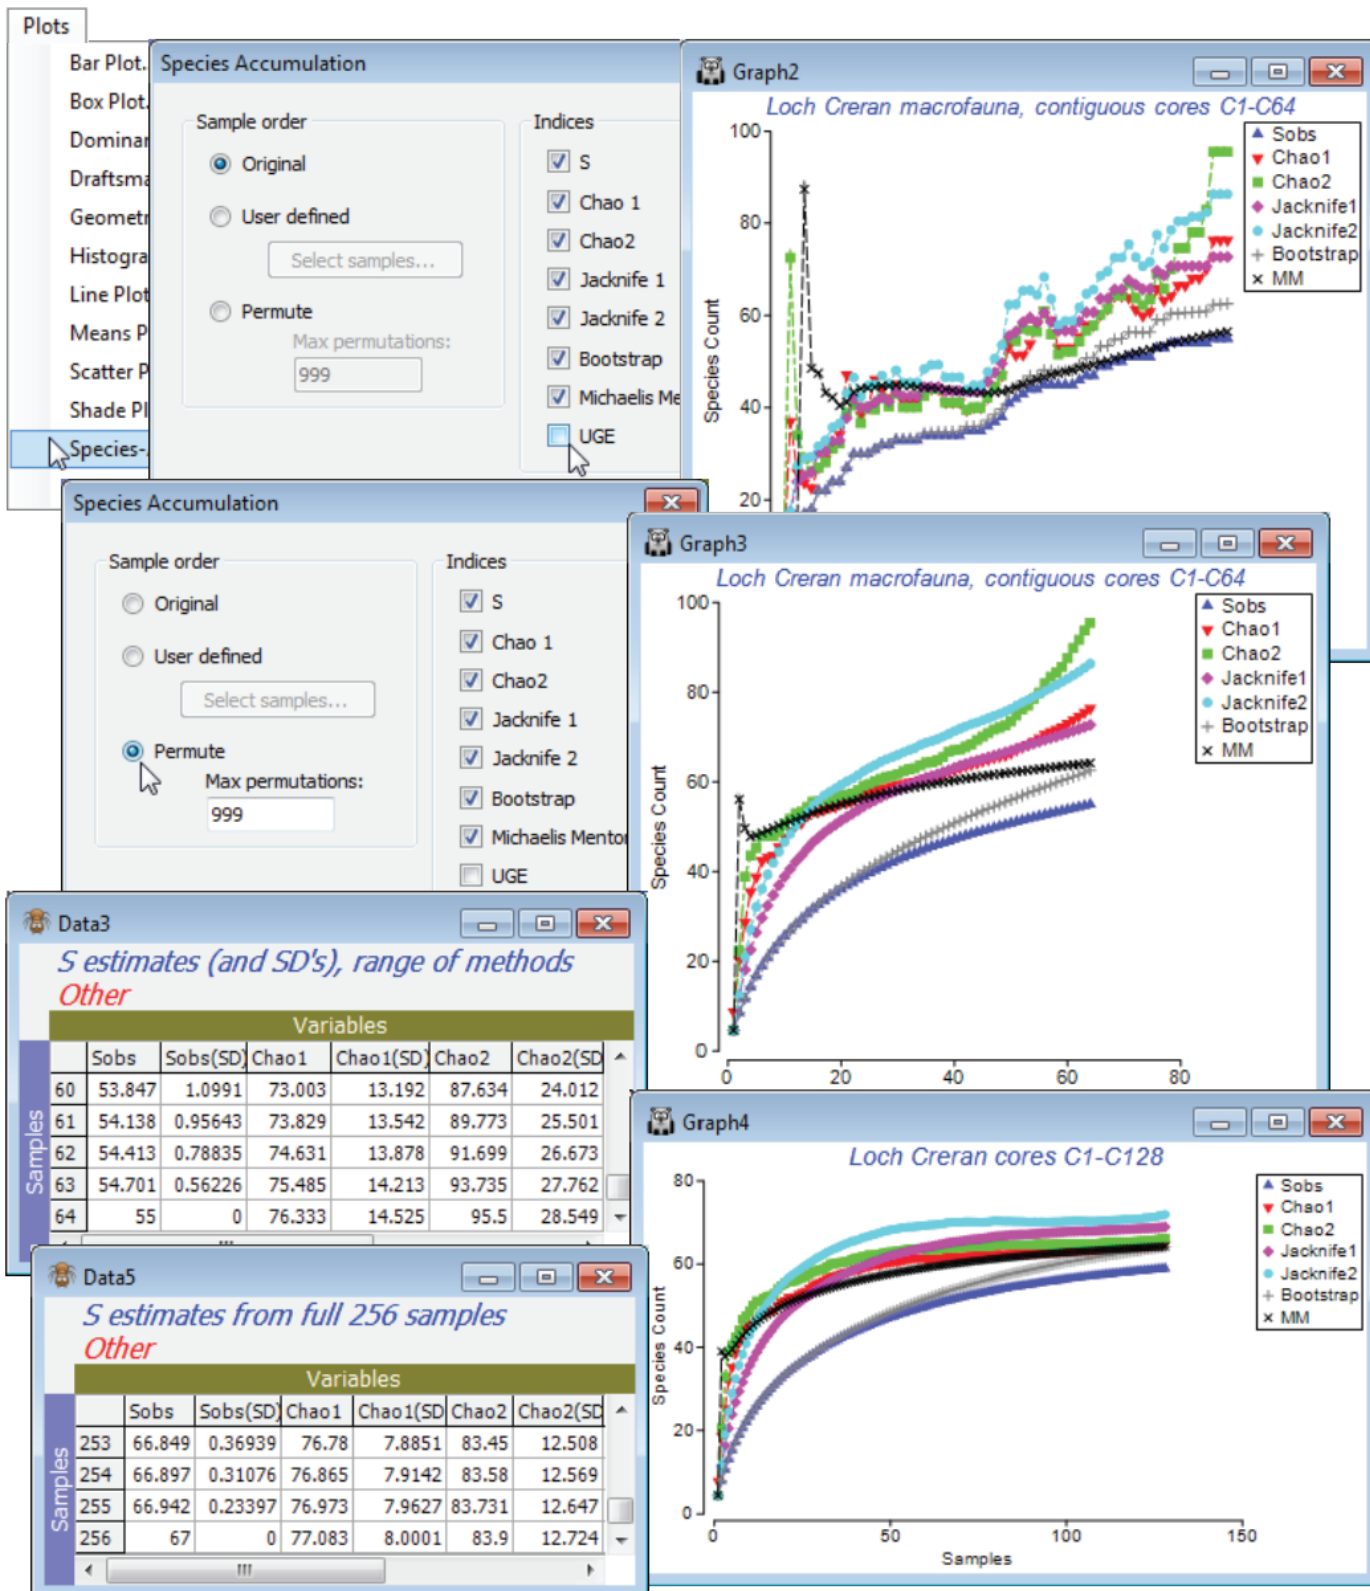 Plots
Bar Plot.
Box Plot.
Dominar
Draftsma
Geometr
Histogra
Line Plot
Means P
Scatter P
Shade Pl
Species-.
Species Accumulation
Sample order
Original
User defined
Select samples...
Permute
Max permutations:
999
Indices
S
Chao 1
Chao2
Jacknife 1
Jacknife 2
Bootstrap
Michaelis Me
UGE
Graph2
Loch Creran macrofauna, contiguous cores C1-C64
100
80
60
40
20
Species Count
Sobs
Chao1
Chao2
Jacknife1
Jacknife2
Bootstrap
MM
Species Accumulation
Sample order
Original
User defined
Select samples...
Permute
Max permutations:
999
Indices
S
Chao 1
Chao2
Jacknife 1
Jacknife 2
Bootstrap
Michaelis Mentor
UGE
Graph3
Loch Creran macrofauna, contiguous cores C1-C64
100
80
60
40
20
0
Species Count
0 20 40 60 80
Sobs
Chao1
Chao2
Jacknife1
Jacknife2
Bootstrap
MM
Data3
S estimates (and SD's), range of methods
Other
Variables
Samples
Sobs Sobs(SD) Chao1 Chao1(SD) Chao2 Chao2(SD
60 53.847 1.0991 73.003 13.192 87.634 24.012
61 54.138 0.95643 73.829 13.542 89.773 25.501
62 54.413 0.78835 74.631 13.878 91.699 26.673
63 54.701 0.56226 75.485 14.213 93.735 27.762
64 55 0 76.333 14.525 95.5 28.549
Graph4
Loch Creran cores C1-C128
80
60
40
20
0
Species Count
0 50 100 150
Samples
Sobs
Chao1
Chao2
Jacknife1
Jacknife2
Bootstrap
MM
Data5
S estimates from full 256 samples
Other
Variables
Samples
Sobs Sobs(SD) Chao1 Chao1(SD Chao2 Chao2(SD
253 66.849 0.36939 76.78 7.8851 83.45 12.508
254 66.897 0.31076 76.865 7.9142 83.58 12.569
255 66.942 0.23397 76.973 7.9627 83.731 12.647
256 67 0 77.083 8.0001 83.9 12.724